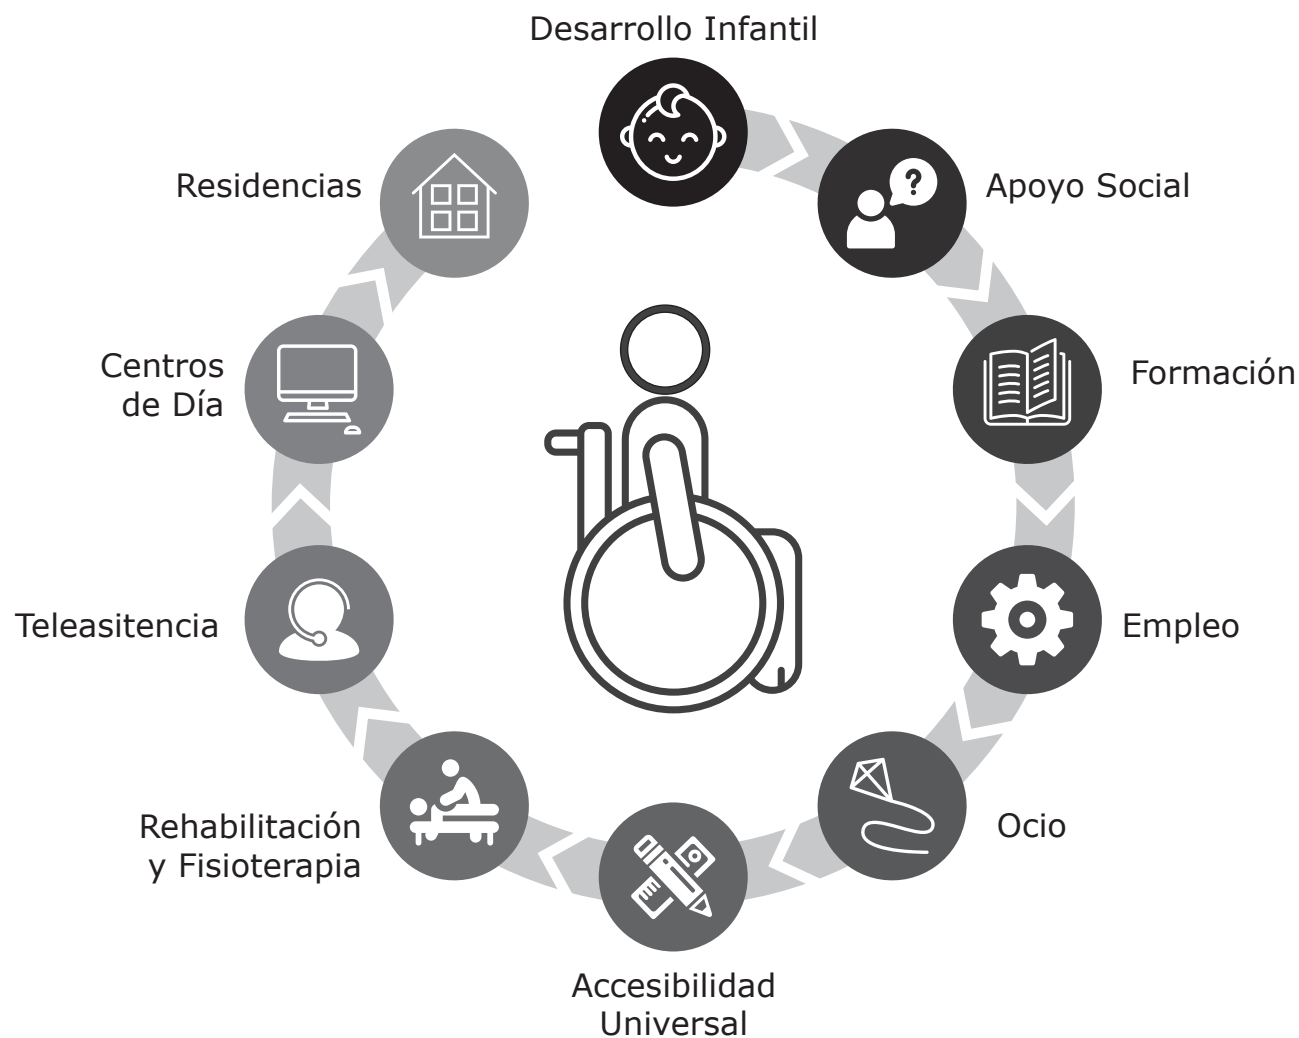 Desarrollo Infantil
Apoyo Social
Formación
Empleo
Ocio
Accesibilidad
Universal
Rehabilitación
y Fisioterapia
Teleasitencia
Centros
de Día
Residencias
?